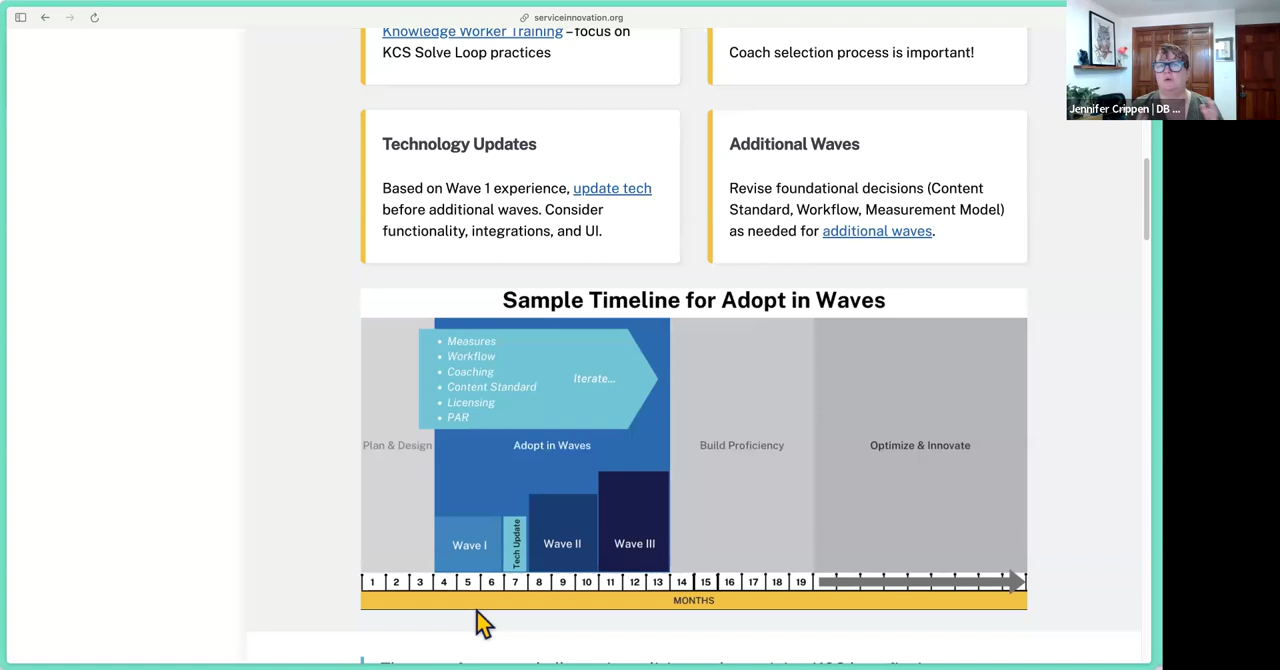 serviceinnovation.org
Knowledge Worker Training – focus on
KCS Solve Loop practices
Coach selection process is important!
Jennifer Crippen | DB ...
Technology Updates
Based on Wave 1 experience, update tech
before additional waves. Consider
functionality, integrations, and UI.
Additional Waves
Revise foundational decisions (Content
Standard, Workflow, Measurement Model)
as needed for additional waves.
Sample Timeline for Adopt in Waves
• Measures
• Workflow
• Coaching
• Content Standard
• Licensing
• PAR
Iterate...
Plan & Design
Adopt in Waves
Build Proficiency
Optimize & Innovate
Wave I
Tech Update
Wave II
Wave III
1 2 3 4 5 6 7 8 9 10 11 12 13 14 15 16 17 18 19
MONTHS